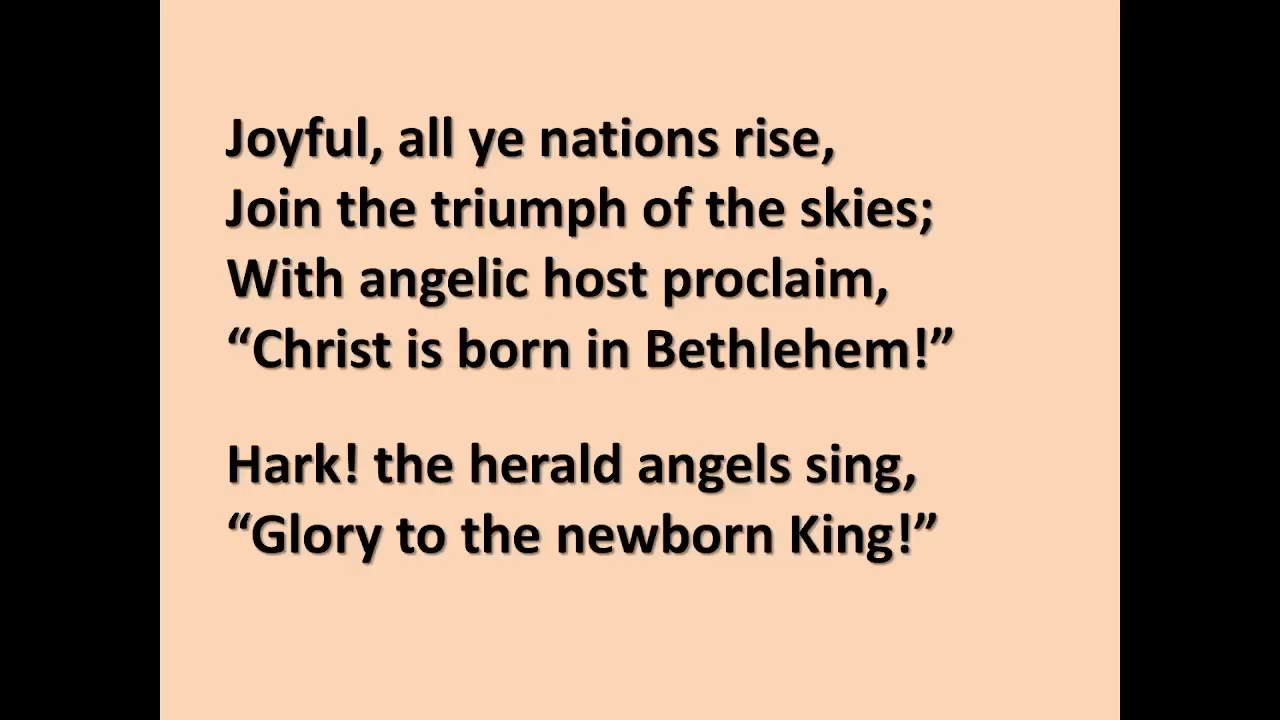 Joyful, all ye nations rise,
Join the triumph of the skies;
With angelic host proclaim,
“Christ is born in Bethlehem!”
Hark! the herald angels sing,
“Glory to the newborn King!”